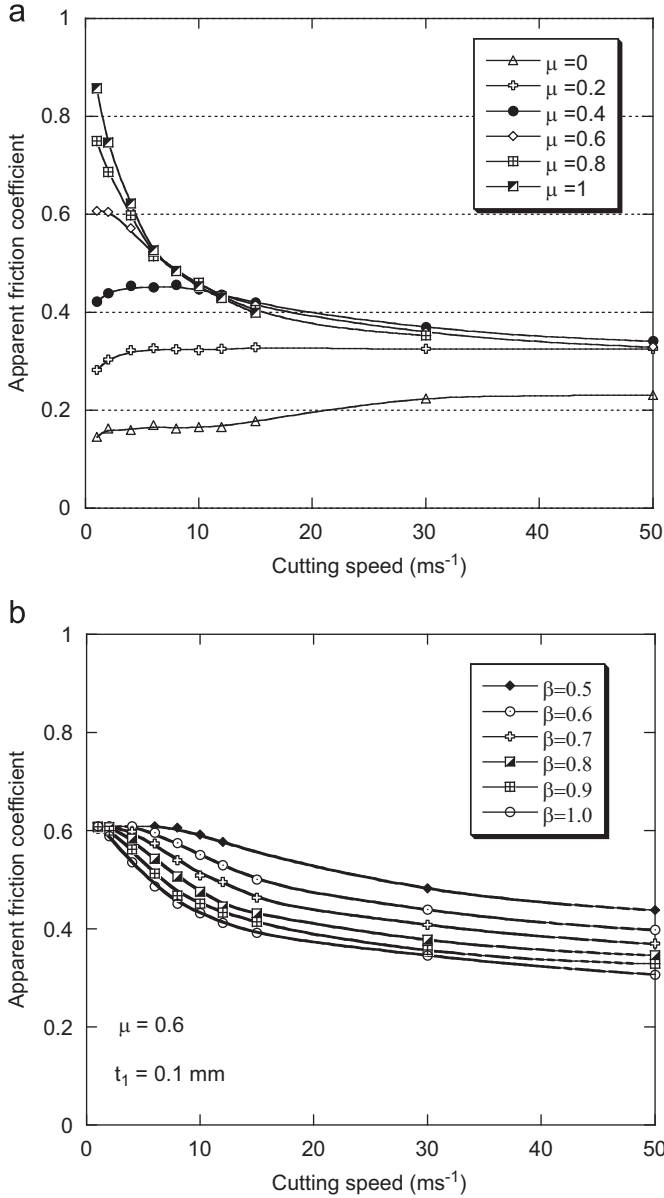 a
1
0.8
0.6
0.4
0.2
0
Apparent friction coefficient
μ =0
μ =0.2
μ =0.4
μ =0.6
μ =0.8
μ =1
0 10 20 30 40 50
Cutting speed (ms⁻¹)
b
1
0.8
0.6
0.4
0.2
0
Apparent friction coefficient
β=0.5
β=0.6
β=0.7
β=0.8
β=0.9
β=1.0
μ = 0.6
t₁ = 0.1 mm
0 10 20 30 40 50
Cutting speed (ms⁻¹)